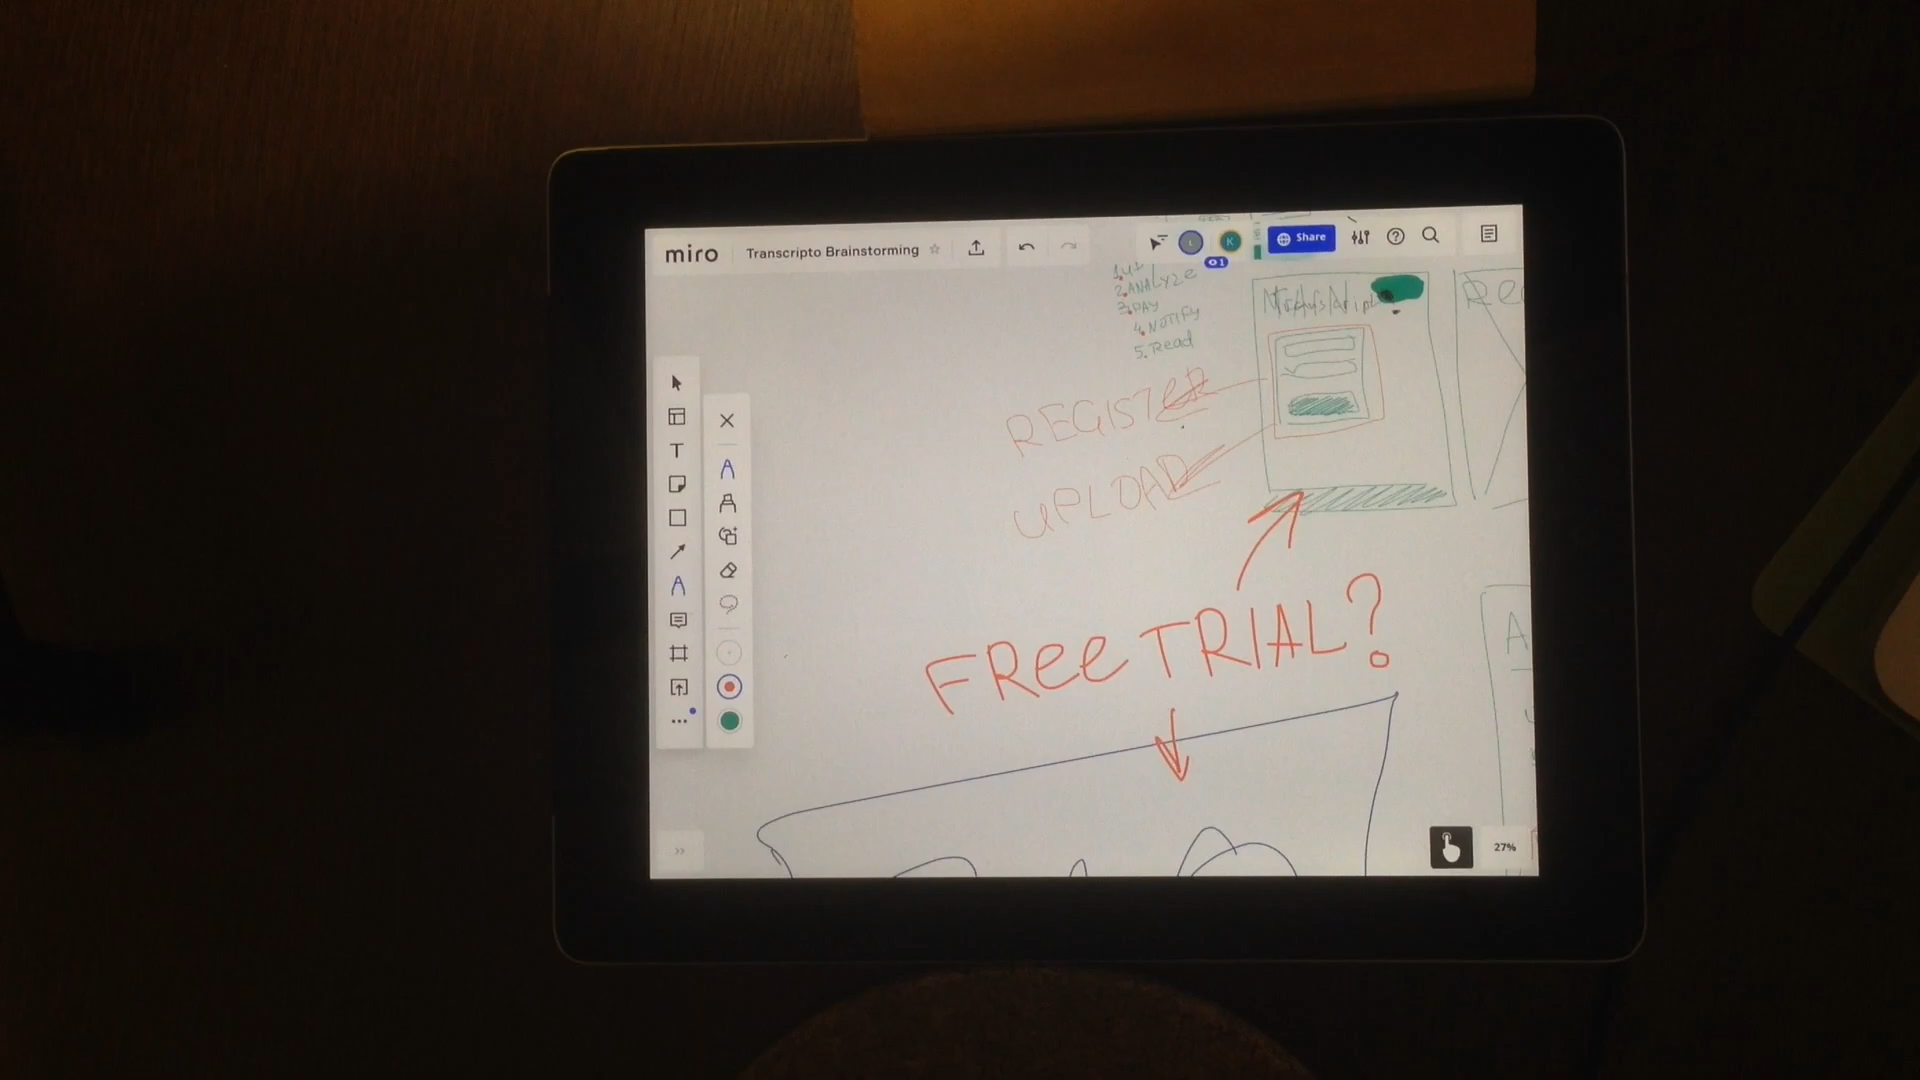 miro Transcripto Brainstorming Share
2. ANALYZE
3. PAY
4. NOTIFY
5. Read
REGISTER
UPLOAD
FREE TRIAL?
27%